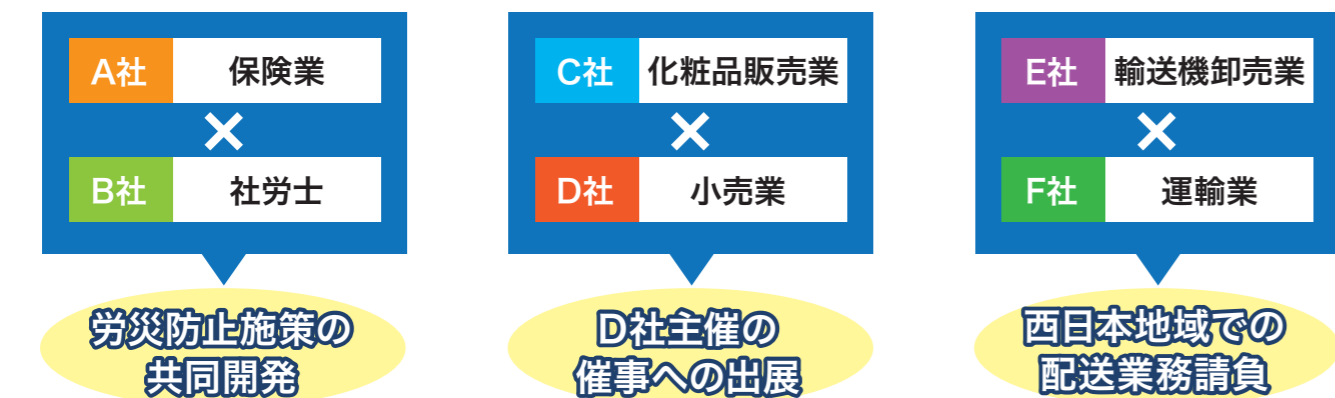 A社 保険業
×
B社 社労士
労災防止施策の
共同開発
C社 化粧品販売業
×
D社 小売業
D社主催の
催事への出展
E社 輸送機卸売業
×
F社 運輸業
西日本地域での
配送業務請負